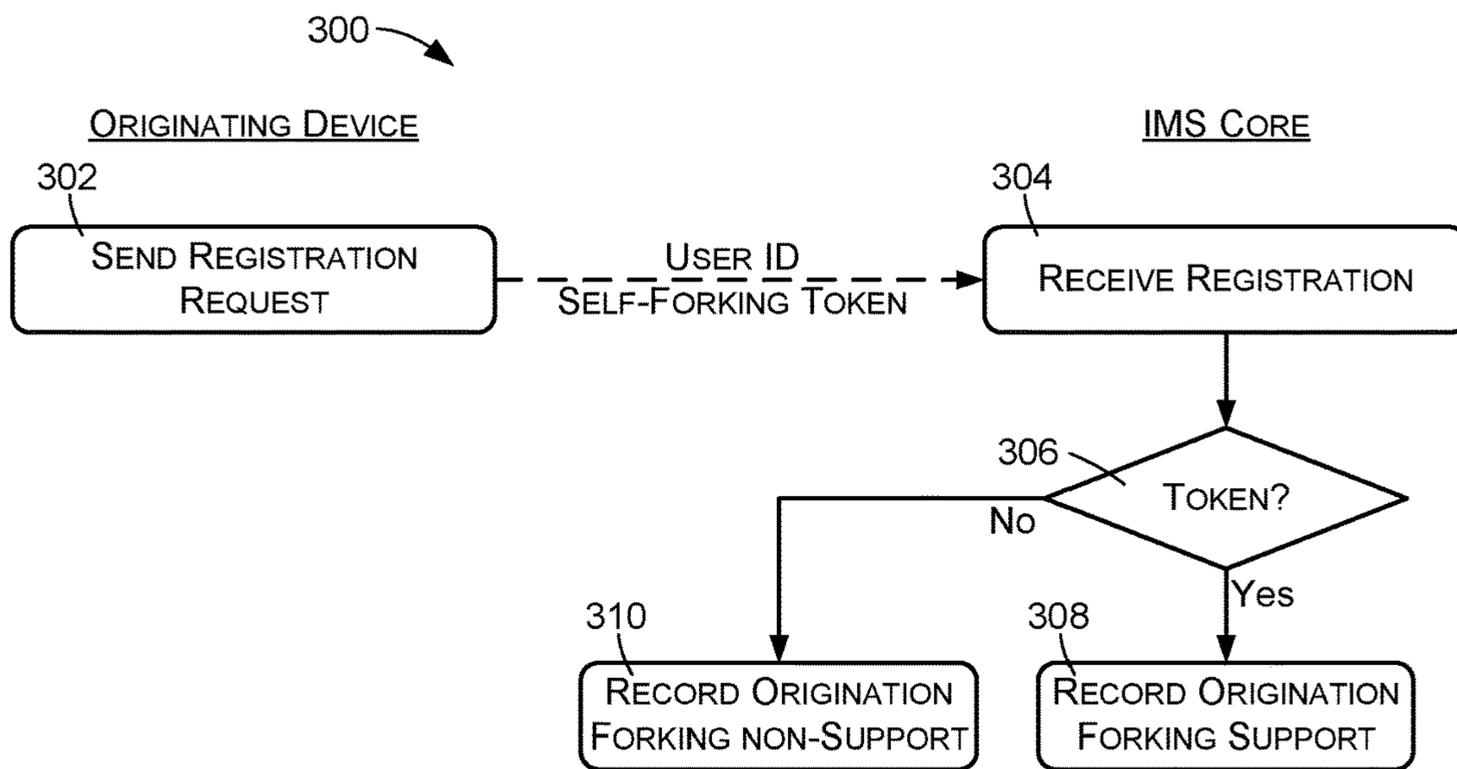 300
ORIGINATING DEVICE
IMS CORE
302
304
SEND REGISTRATION
REQUEST
USER ID
SELF-FORKING TOKEN
RECEIVE REGISTRATION
306
TOKEN?
No
Yes
310
308
RECORD ORIGINATION
FORKING NON-SUPPORT
RECORD ORIGINATION
FORKING SUPPORT